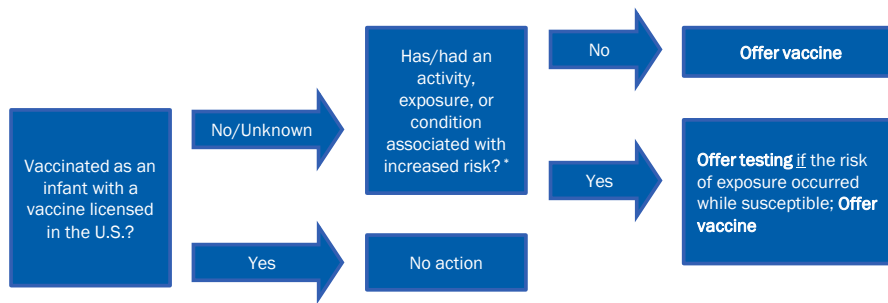 Vaccinated as an
infant with a
vaccine licensed
in the U.S.?
No/Unknown
Yes
Has/had an
activity,
exposure, or
condition
associated with
increased risk? *
No action
No
Yes
Offer vaccine
Offer testing if the risk
of exposure occurred
while susceptible; Offer
vaccine